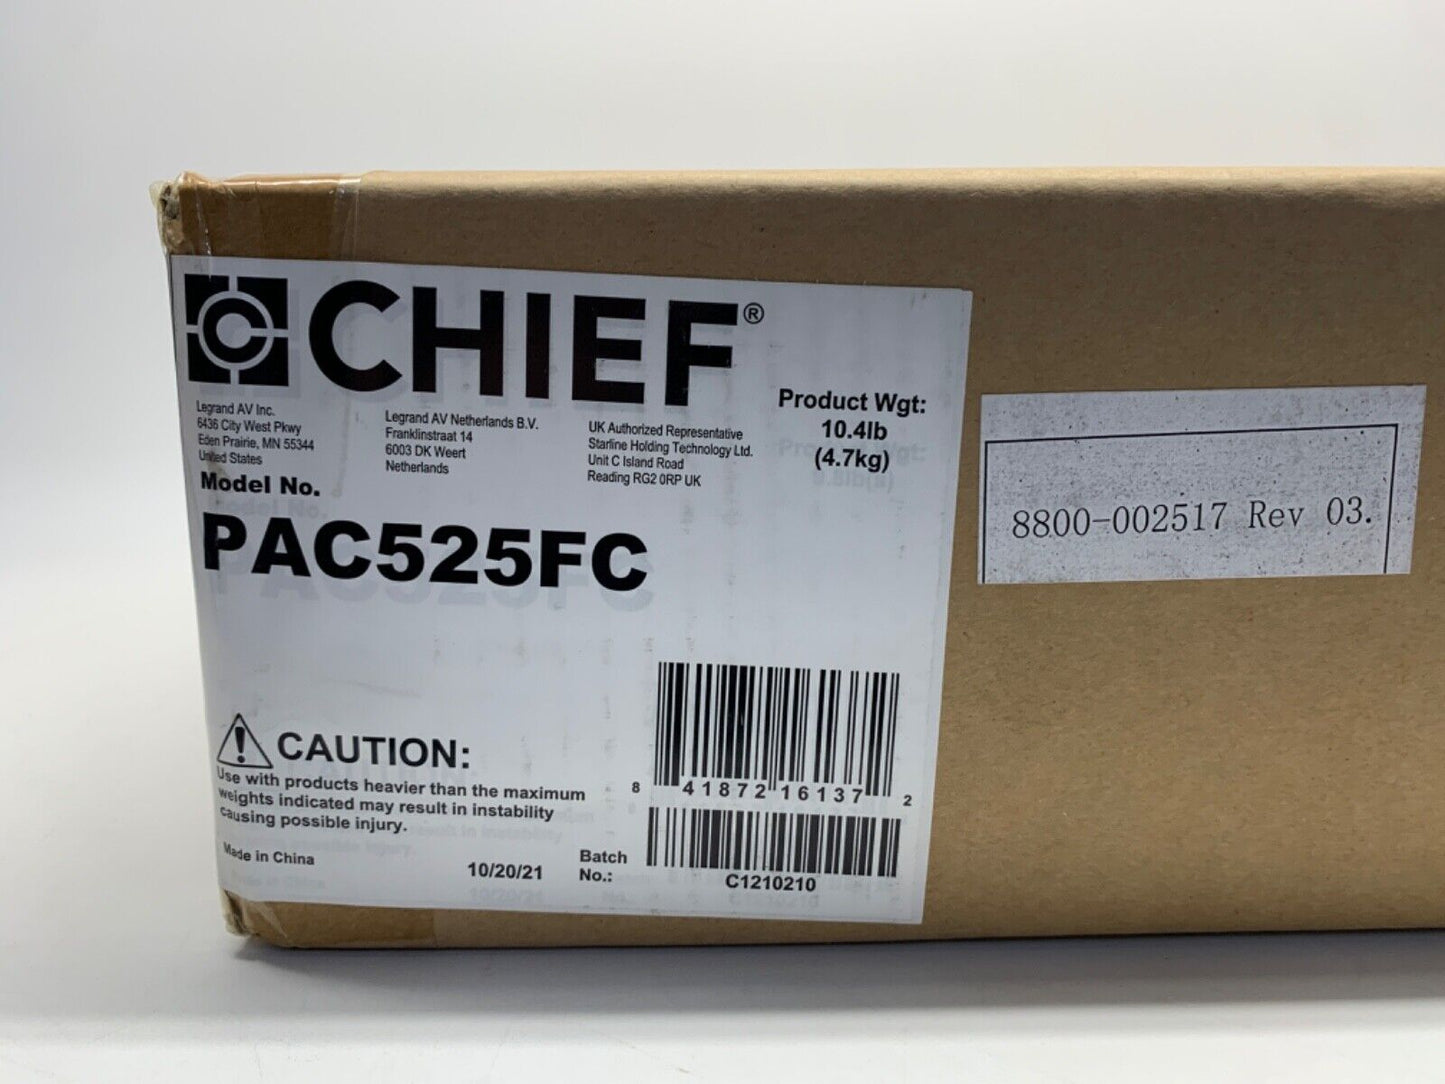 CHIEF®
Legrand AV Inc.
6436 City West Pkwy
Eden Prairie, MN 55344
United States
Legrand AV Netherlands B.V.
Franklinstraat 14
6003 DK Weert
Netherlands
UK Authorized Representative
Starline Holding Technology Ltd.
Unit C Island Road
Reading RG2 0RP UK
Product Wgt:
10.4lb
(4.7kg)
Model No.
PAC525FC
8800-002517 Rev 03.
CAUTION:
Use with products heavier than the maximum
weights indicated may result in instability
causing possible injury.
8 41872 16137 2
Made in China
10/20/21
Batch
No.:
C1210210